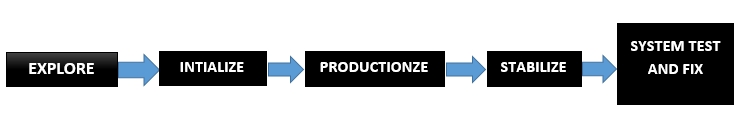 EXPLORE
INTIALIZE
PRODUCTIONZE
STABILIZE
SYSTEM TEST
AND FIX